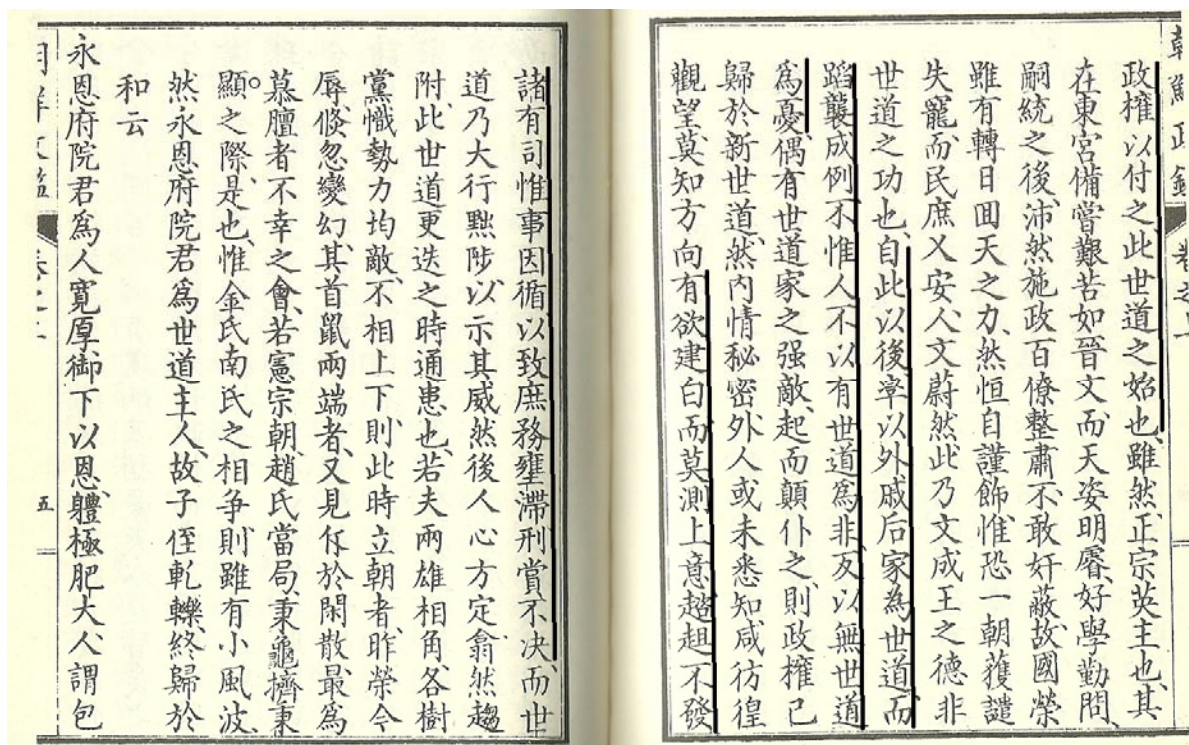 朝鮮政鑑 卷之上
政權以付之、此世道之始也、雖然正宗英主也、其
在東宮備嘗艱苦如晉文、而天姿明睿、好學勤問、
嗣統之後、沛然施政百僚整肅、不敢奸蔽、故國榮
雖有轉日回天之力、然恒自謹飾、惟恐一朝獲譴
失寵、而民庶乂安、人文蔚然此乃文成王之德非
世道之功也、自此以後率以外戚后家為世道、而
蹈襲成例、不惟人不以有世道爲非、反以無世道
爲憂、偶有世道家之强敵、起而顛仆之、則政權已
歸於新世道、然內情秘密外人或未悉知咸彷徨
觀望、莫知方向有欲建白而莫測上意、趦趄不發
諸有司惟事因循、以致庶務壅滯刑賞不决、而世
道乃大行黜陟、以示其威然後人心方定、翕然趨
附、此世道更迭之時通患也、若夫兩雄相角、各樹
黨幟勢力均敵、不相上下、則此時立朝者、昨榮今
辱倏忽變幻、其首鼠兩端者、又見斥於閑散、最爲
慕膻者不幸之會、若憲宗朝、趙氏當局、秉龜擠秉
顯之際、是也、惟金氏南氏之相争則雖有小風波、
然永恩府院君爲世道主人、故子侄軋轢、終歸於
和云
永恩府院君爲人寬厚御下以恩、軆極肥大、人謂包
五